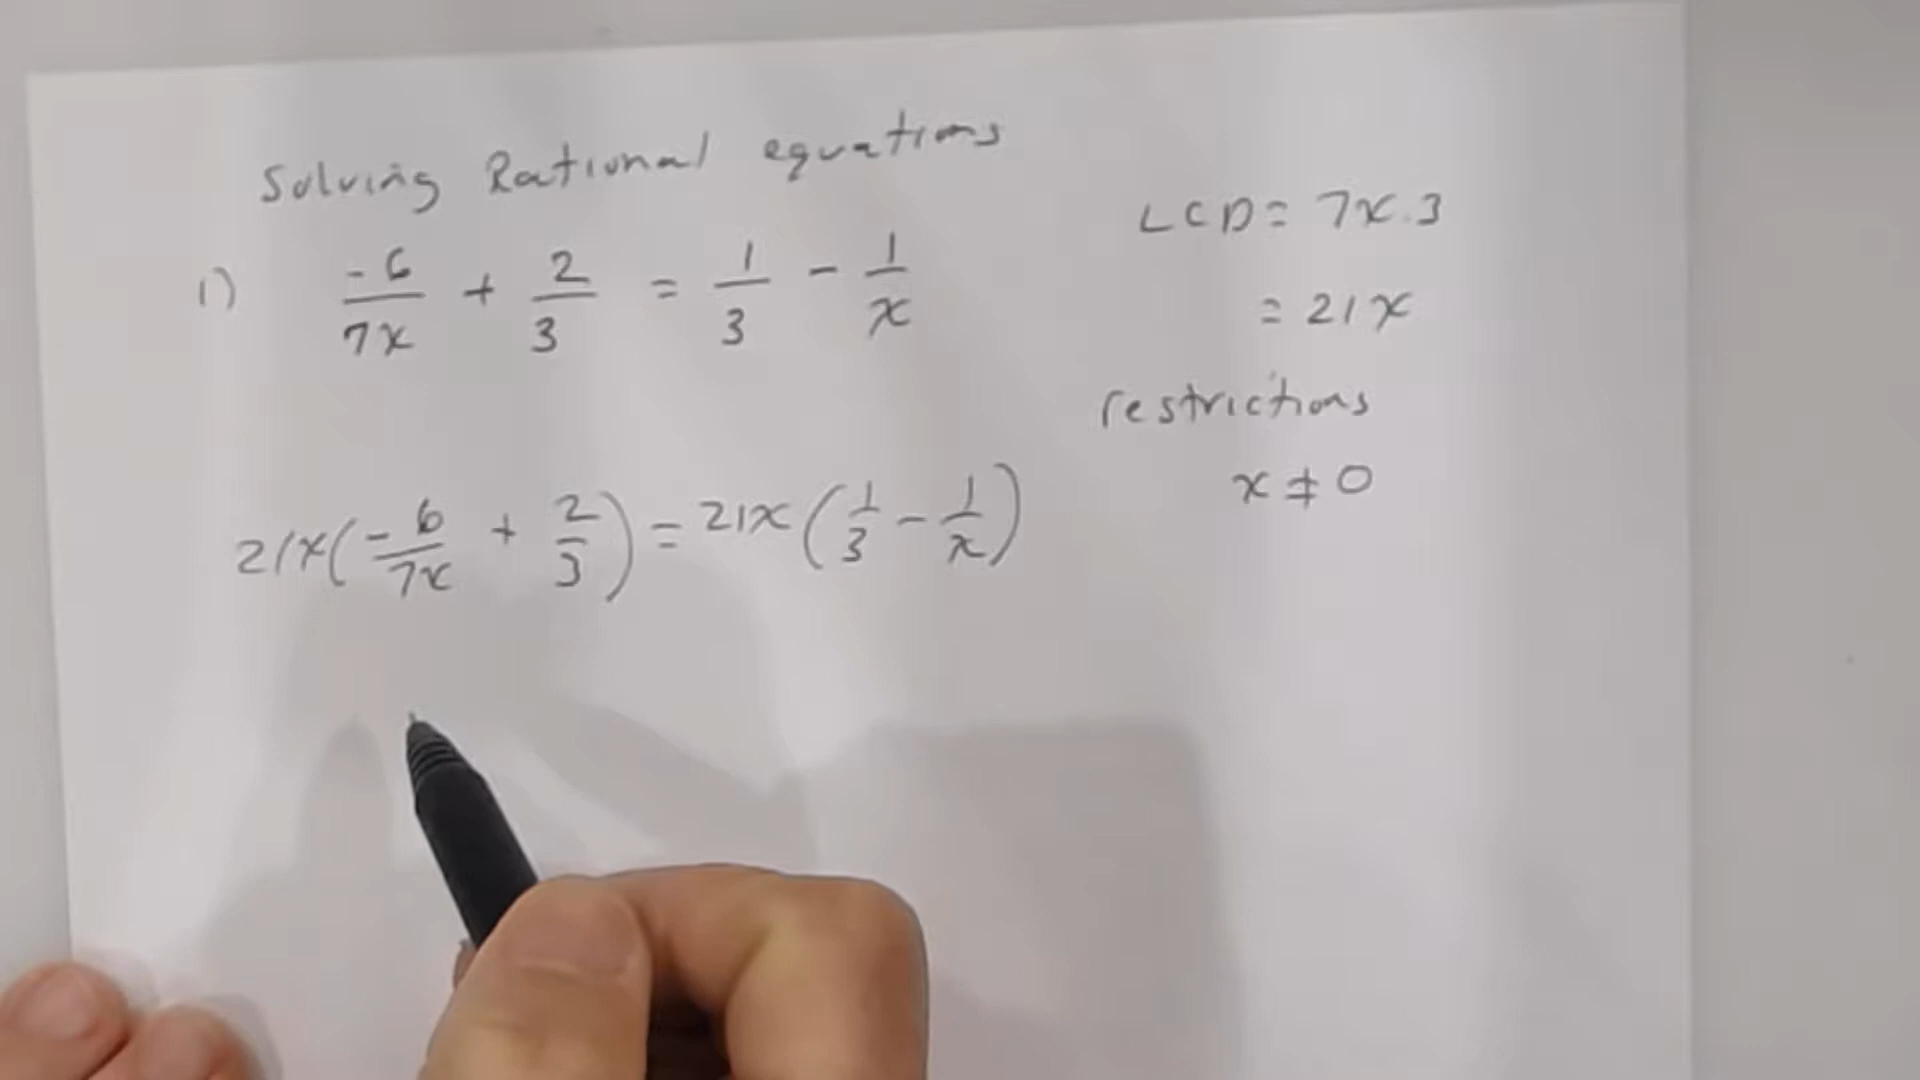 Solving Rational equations
1) -6/7x + 2/3 = 1/3 - 1/x
21x(-6/7x + 2/3) = 21x(1/3 - 1/x)
LCD = 7x.3
= 21x
restrictions
x ≠ 0